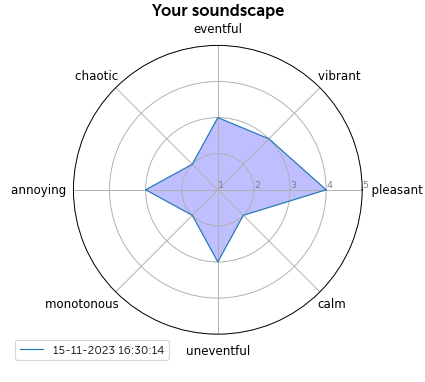 Your soundscape
eventful
chaotic
vibrant
annoying
1 2 3 4 5
pleasant
monotonous
calm
uneventful
15-11-2023 16:30:14